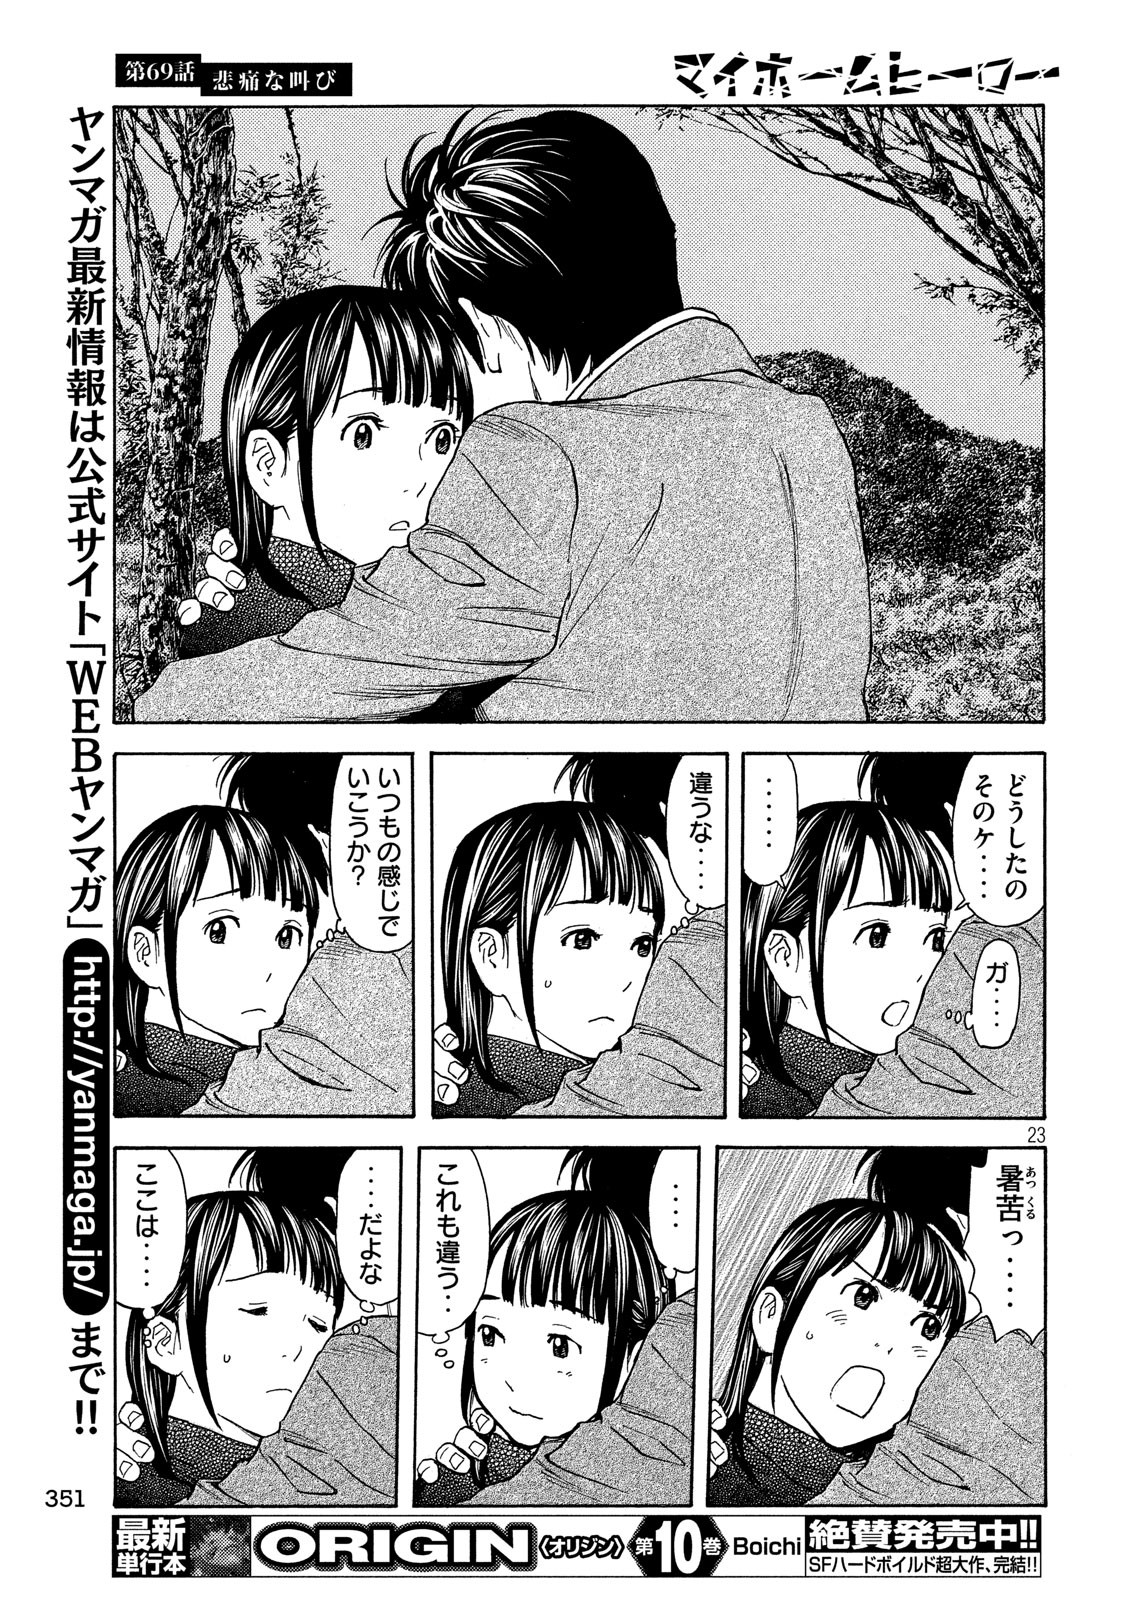 第69話
悲痛な叫び
マイホームヒーロー
ヤンマガ最新情報は公式サイト「WEBヤンマガ」http://yanmaga.jp/まで!!
どうしたの
そのケ‥‥
ガ‥‥
‥‥‥
違うな‥‥
いつもの感じで
いこうか?
23
暑苦っ‥‥
あつくる
‥‥
これも違う‥‥
‥‥だよな
ここは‥‥
351
最新
単行本
ORIGIN
〈オリジン〉
第10巻
Boichi
絶賛発売中!!
SFハードボイルド超大作、完結!!